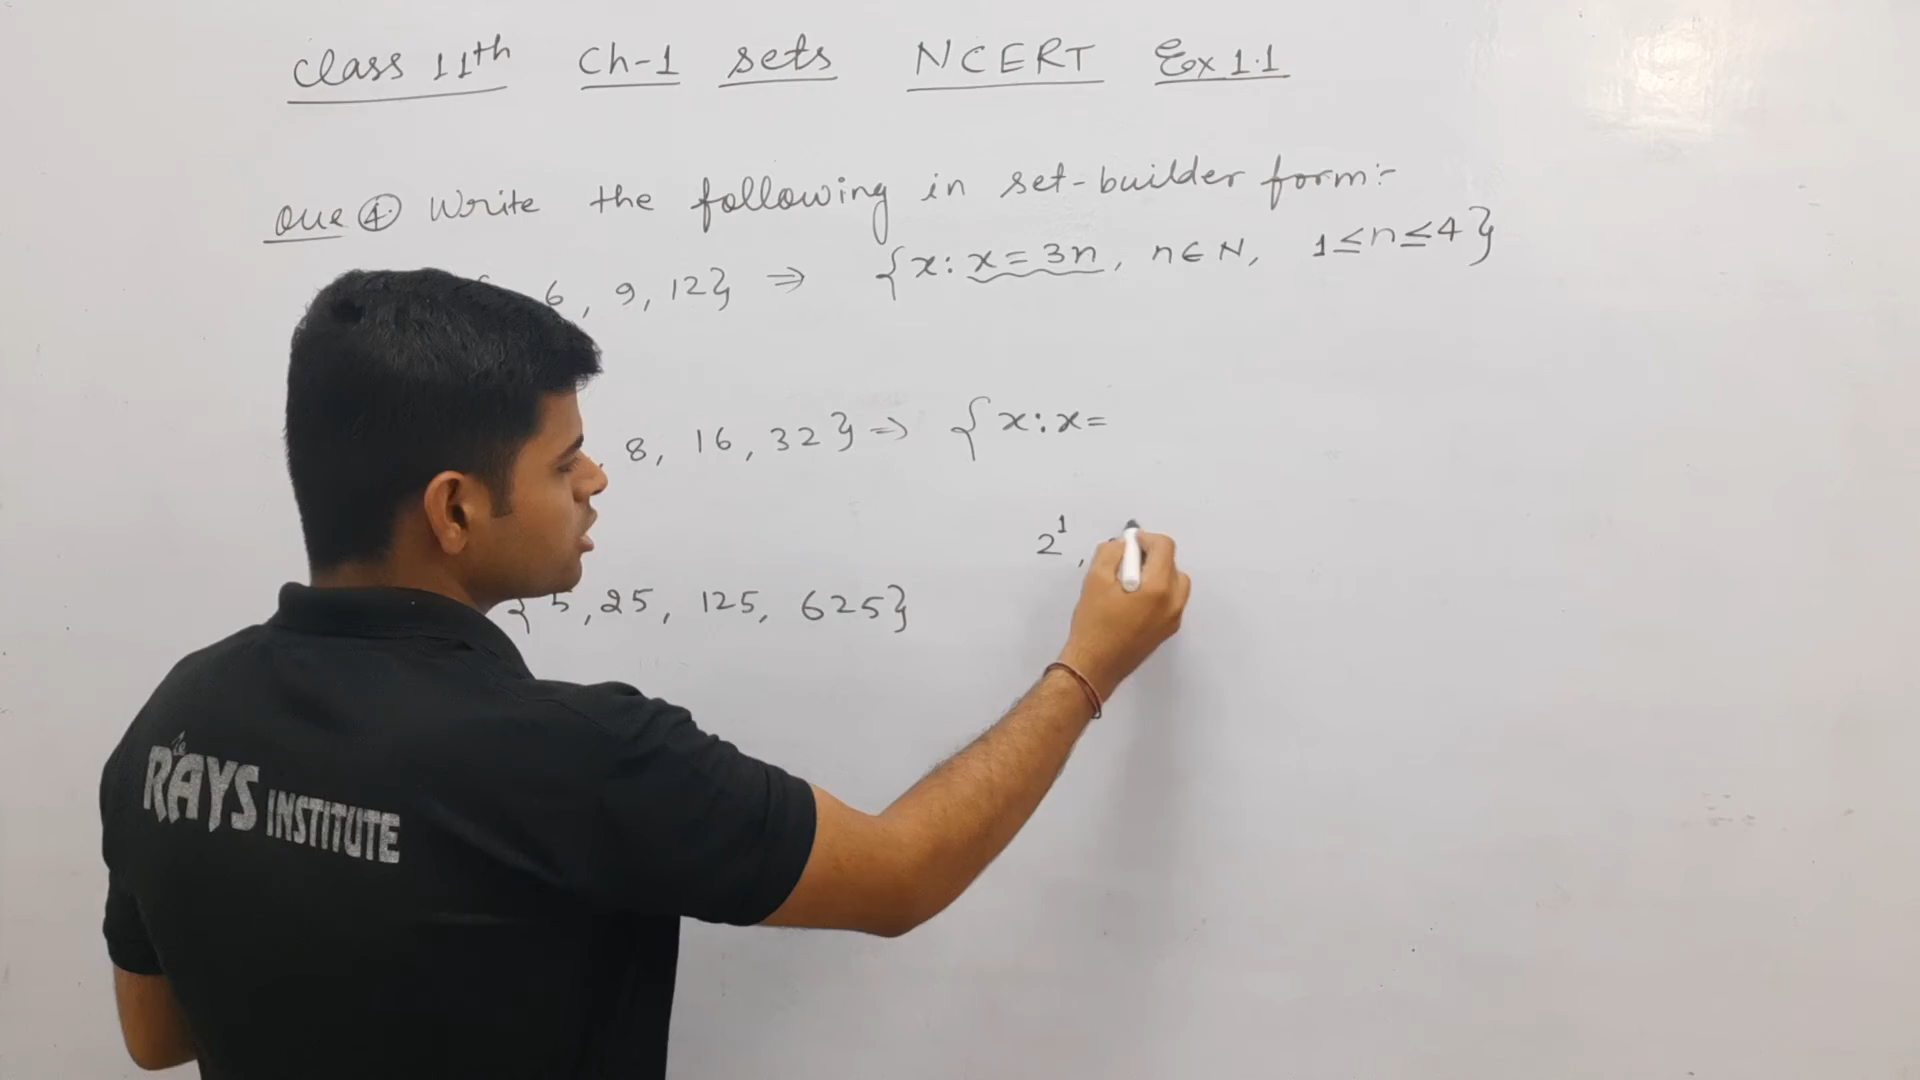 class 11th Ch-1 sets NCERT Ex 1.1
Que ④ Write the following in set-builder form:-
6, 9, 12} ⇒ {x: x = 3n, n ∈ N, 1 ≤ n ≤ 4}
8, 16, 32} ⇒ {x: x =
2¹,
{5, 25, 125, 625}
RAYS INSTITUTE